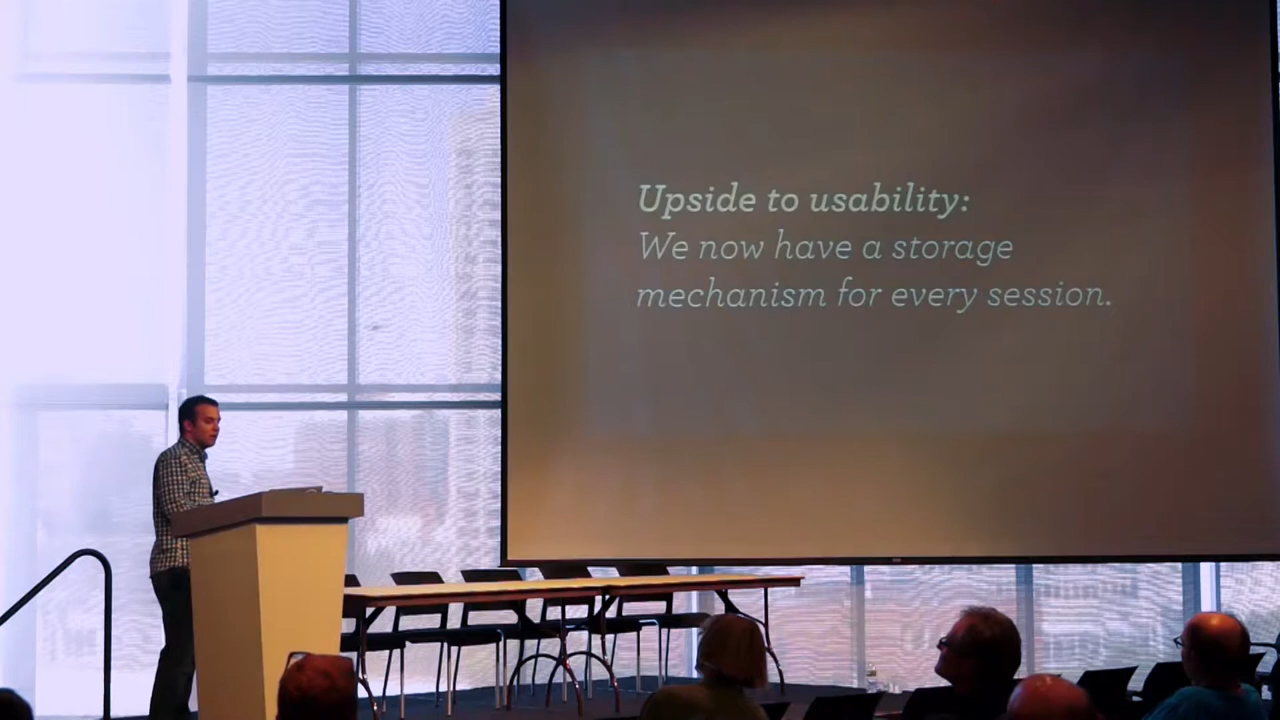 Upside to usability:
We now have a storage
mechanism for every session.